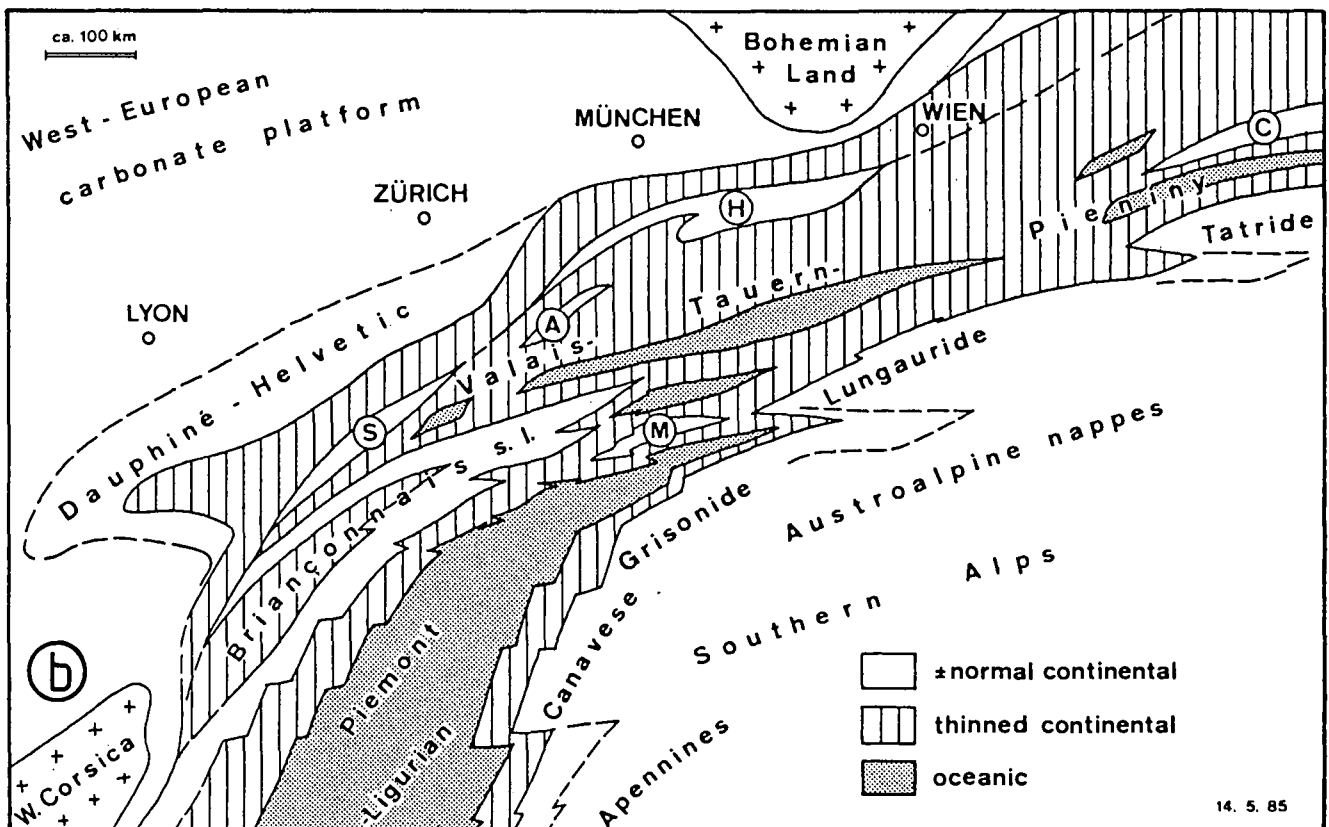 ca. 100 km
Bohemian
Land
West-European
carbonate platform
MÜNCHEN
WIEN
C
ZÜRICH
H
Pieniny
Tatride
LYON
A
Tauern-
Valais-
Dauphiné - Helvetic
S
M
Lungauride
Briançonnais s.l.
Austroalpine nappes
Grisonide
Southern Alps
Canavese
b
Piemont
-Ligurian
Apennines
W. Corsica
± normal continental
thinned continental
oceanic
14. 5. 85